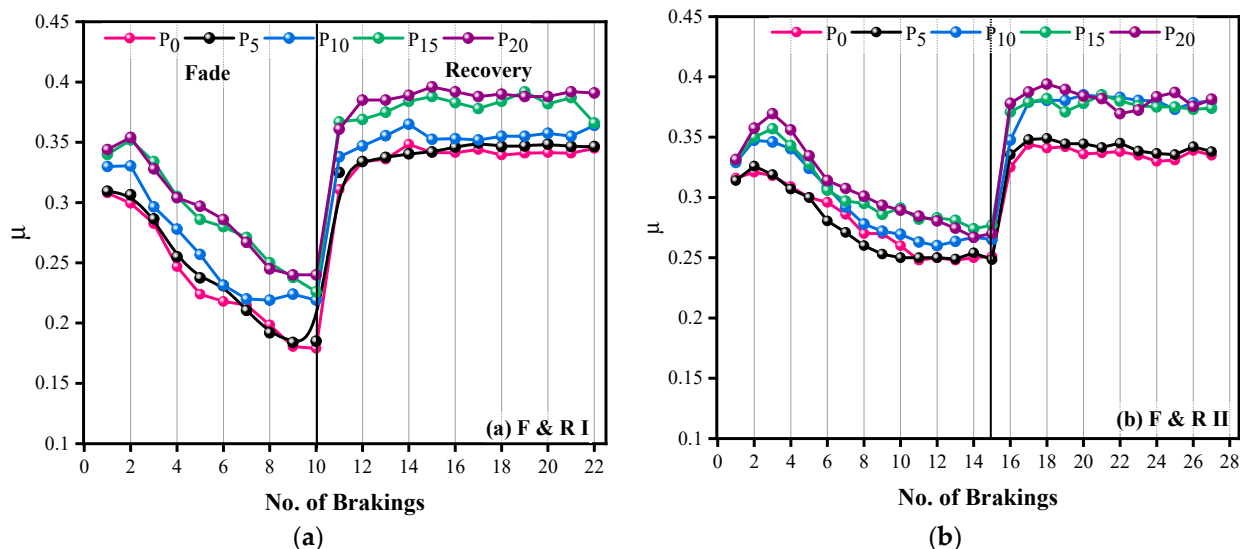 0.45
0.4
0.35
0.3
0.25
0.2
0.15
0.1
μ
P0 P5 P10 P15 P20
Fade Recovery
(a) F & R I
0 2 4 6 8 10 12 14 16 18 20 22
No. of Brakings
(a)
0.45
0.4
0.35
0.3
0.25
0.2
0.15
0.1
μ
P0 P5 P10 P15 P20
(b) F & R II
0 2 4 6 8 10 12 14 16 18 20 22 24 26 28
No. of Brakings
(b)